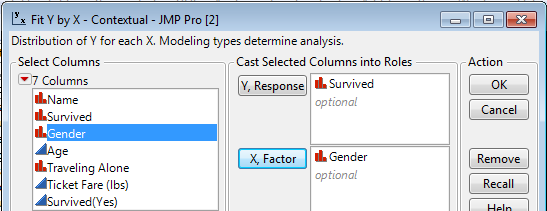 Fit Y by X - Contextual - JMP Pro [2]
Distribution of Y for each X. Modeling types determine analysis.
Select Columns
7 Columns
Name
Survived
Gender
Age
Traveling Alone
Ticket Fare (lbs)
Survived(Yes)
Cast Selected Columns into Roles
Y, Response
Survived
optional
X, Factor
Gender
optional
Action
OK
Cancel
Remove
Recall
Help